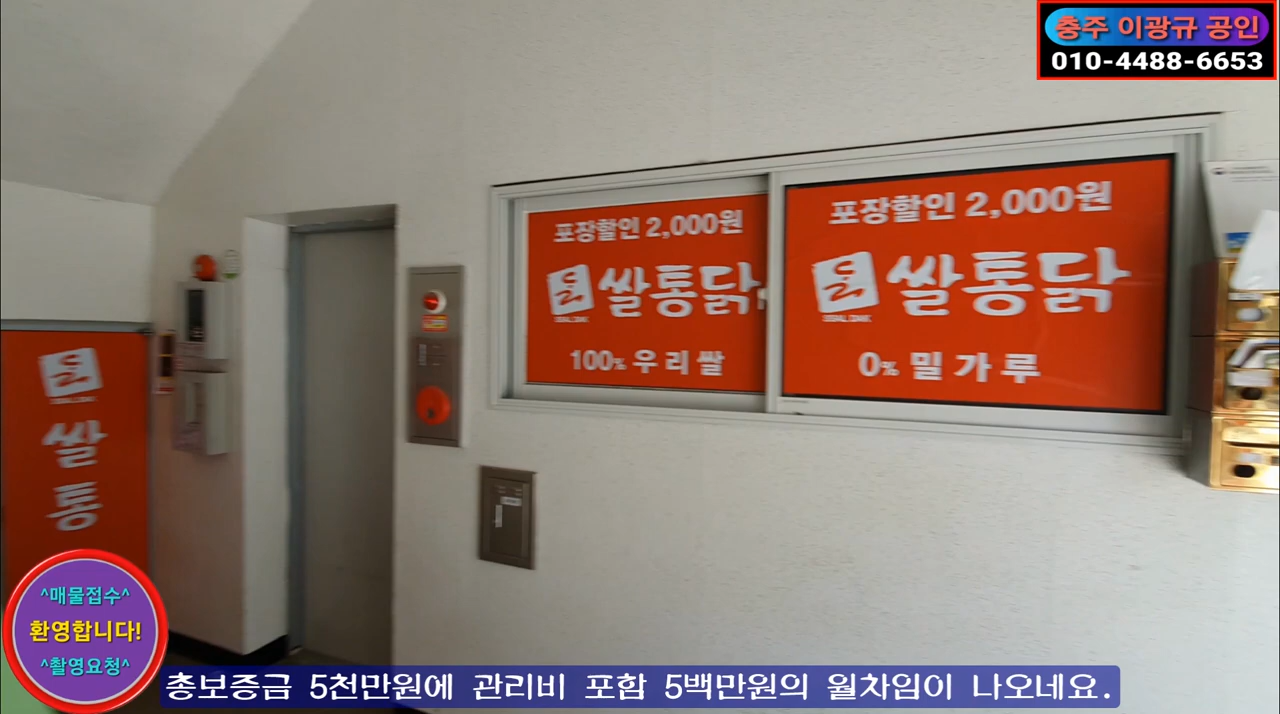 충주 이광규 공인
010-4488-6653
포장할인 2,000원
쌀통닭
100% 우리쌀
포장할인 2,000원
쌀통닭
0% 밀가루
쌀
통
^매물접수^
환영합니다!
^촬영요청^
총보증금 5천만원에 관리비 포함 5백만원의 월차임이 나오네요.